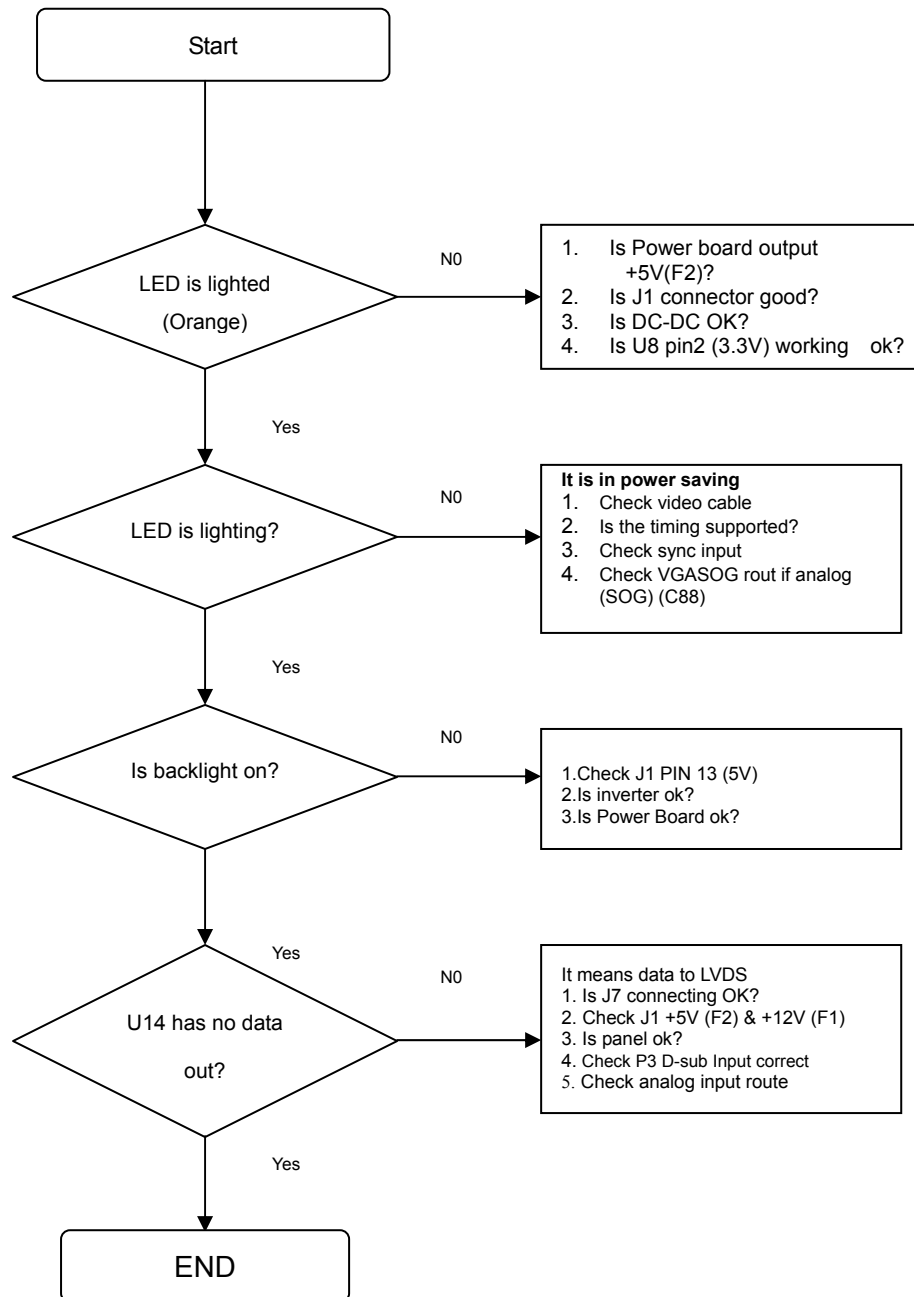 Start
LED is lighted
(Orange)
N0
1. Is Power board output
+5V(F2)?
2. Is J1 connector good?
3. Is DC-DC OK?
4. Is U8 pin2 (3.3V) working ok?
Yes
LED is lighting?
N0
It is in power saving
1. Check video cable
2. Is the timing supported?
3. Check sync input
4. Check VGASOG rout if analog
(SOG) (C88)
Yes
Is backlight on?
N0
1.Check J1 PIN 13 (5V)
2.Is inverter ok?
3.Is Power Board ok?
Yes
U14 has no data
out?
N0
It means data to LVDS
1. Is J7 connecting OK?
2. Check J1 +5V (F2) & +12V (F1)
3. Is panel ok?
4. Check P3 D-sub Input correct
5. Check analog input route
Yes
END